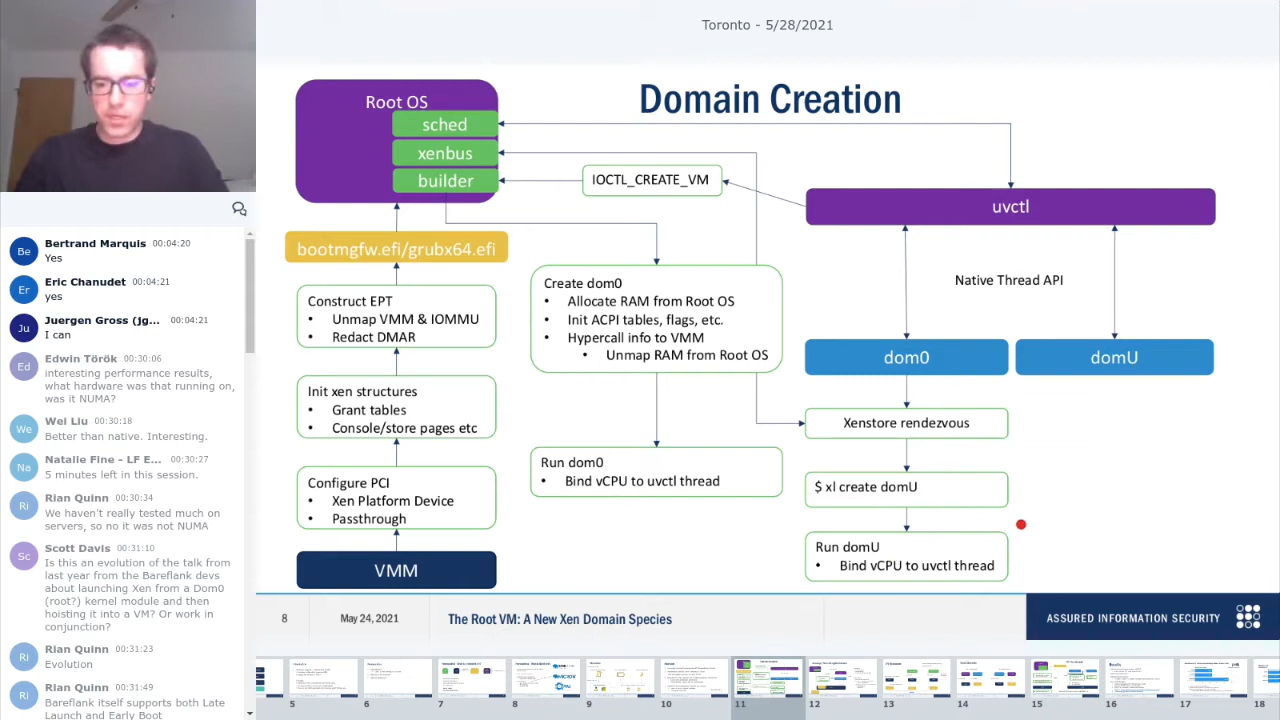 Toronto - 5/28/2021
Bertrand Marquis 00:04:20
Yes
Eric Chanudet 00:04:21
yes
Juergen Gross (jg... 00:04:21
I can
Edwin Török 00:30:06
interesting performance results,
what hardware was that running on,
was it NUMA?
Wei Liu 00:30:18
Better than native. Interesting.
Natalie Fine - LF E... 00:30:27
5 minutes left in this session.
Rian Quinn 00:30:34
We haven't really tested much on
servers, so no it was not NUMA
Scott Davis 00:31:10
Is this an evolution of the talk from
last year from the Bareflank devs
about launching Xen from a Dom0
(root?) kernel module and then
hoisting it into a VM? Or work in
conjunction?
Rian Quinn 00:31:23
Evolution
Rian Quinn 00:31:49
Bareflank itself supports both Late
Launch and Early Boot
Be
Er
Ju
Ed
We
Na
Ri
Sc
Ri
Ri
Domain Creation
Root OS
sched
xenbus
builder
IOCTL_CREATE_VM
uvctl
bootmgfw.efi/grubx64.efi
Native Thread API
Construct EPT
• Unmap VMM & IOMMU
• Redact DMAR
Create dom0
• Allocate RAM from Root OS
• Init ACPI tables, flags, etc.
• Hypercall info to VMM
• Unmap RAM from Root OS
dom0
domU
Init xen structures
• Grant tables
• Console/store pages etc
Xenstore rendezvous
Run dom0
• Bind vCPU to uvctl thread
$ xl create domU
Configure PCI
• Xen Platform Device
• Passthrough
Run domU
• Bind vCPU to uvctl thread
VMM
8
May 24, 2021
The Root VM: A New Xen Domain Species
ASSURED INFORMATION SECURITY
5
6
7
8
9
10
11
12
13
14
15
16
17
18